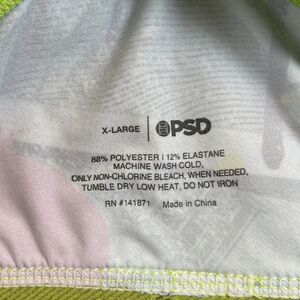 X-LARGE | PSD
88% POLYESTER | 12% ELASTANE
MACHINE WASH COLD,
ONLY NON-CHLORINE BLEACH, WHEN NEEDED,
TUMBLE DRY LOW HEAT, DO NOT IRON
RN #141871 Made in China